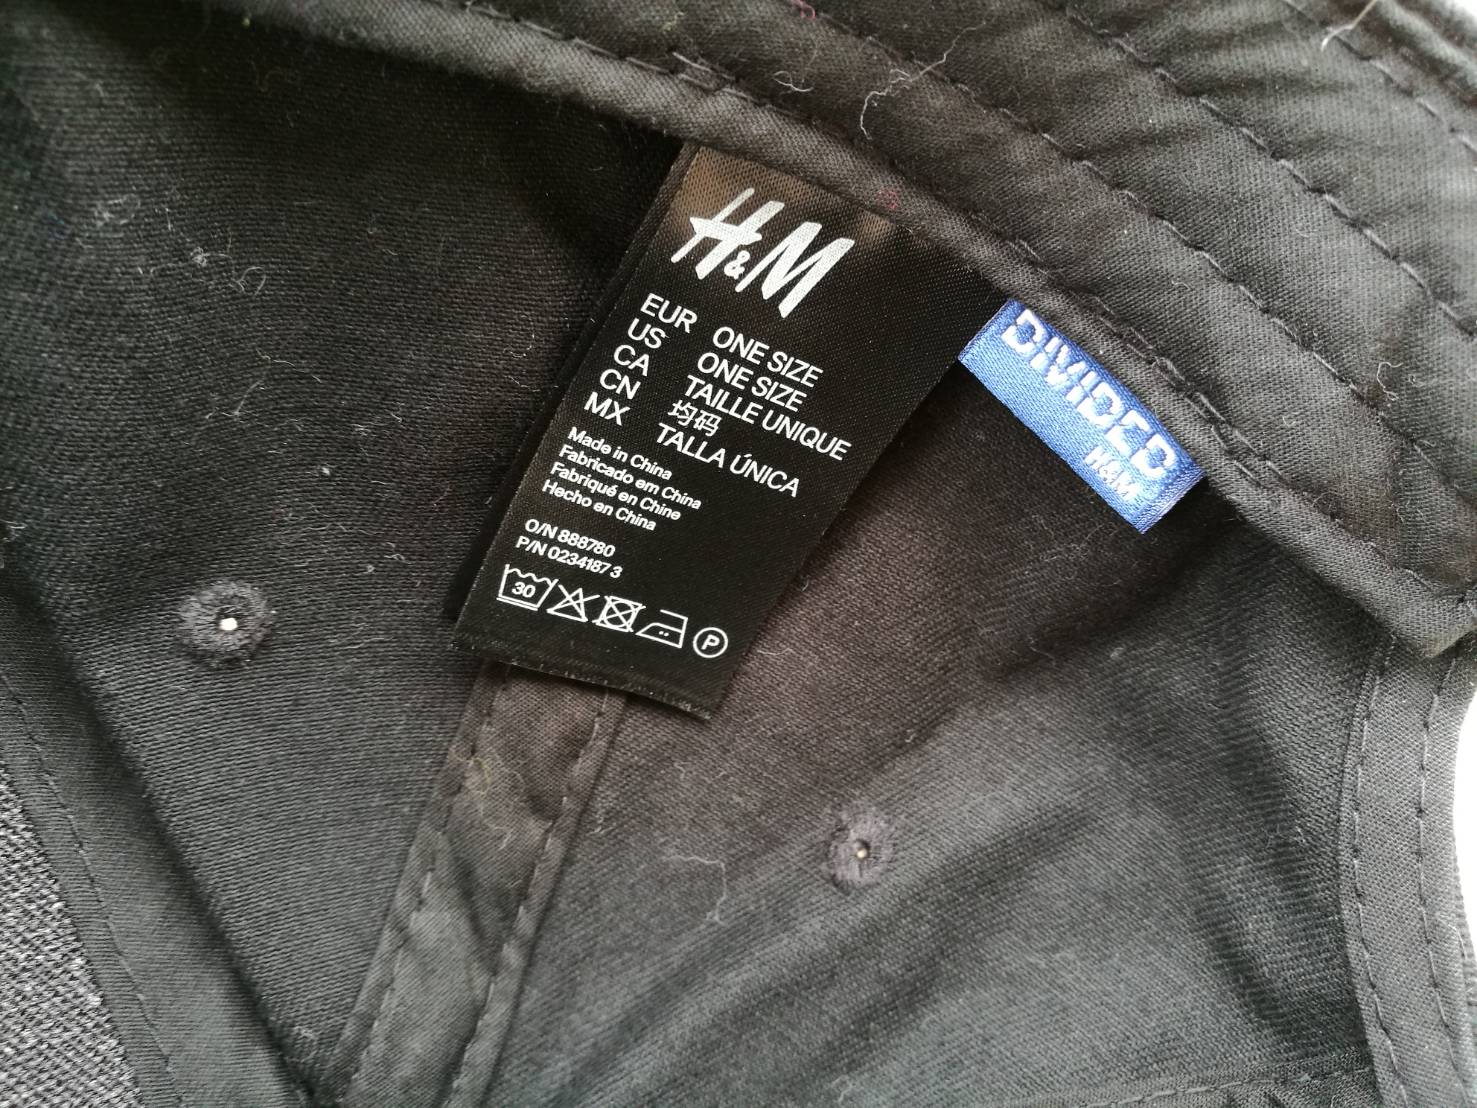 H&M
EUR ONE SIZE
US ONE SIZE
CA TAILLE UNIQUE
CN 均码
MX TALLA ÚNICA
Made in China
Fabricado em China
Fabriqué en Chine
Hecho en China
O/N 888780
P/N 0234187 3
30
P
DIVIDED
H&M